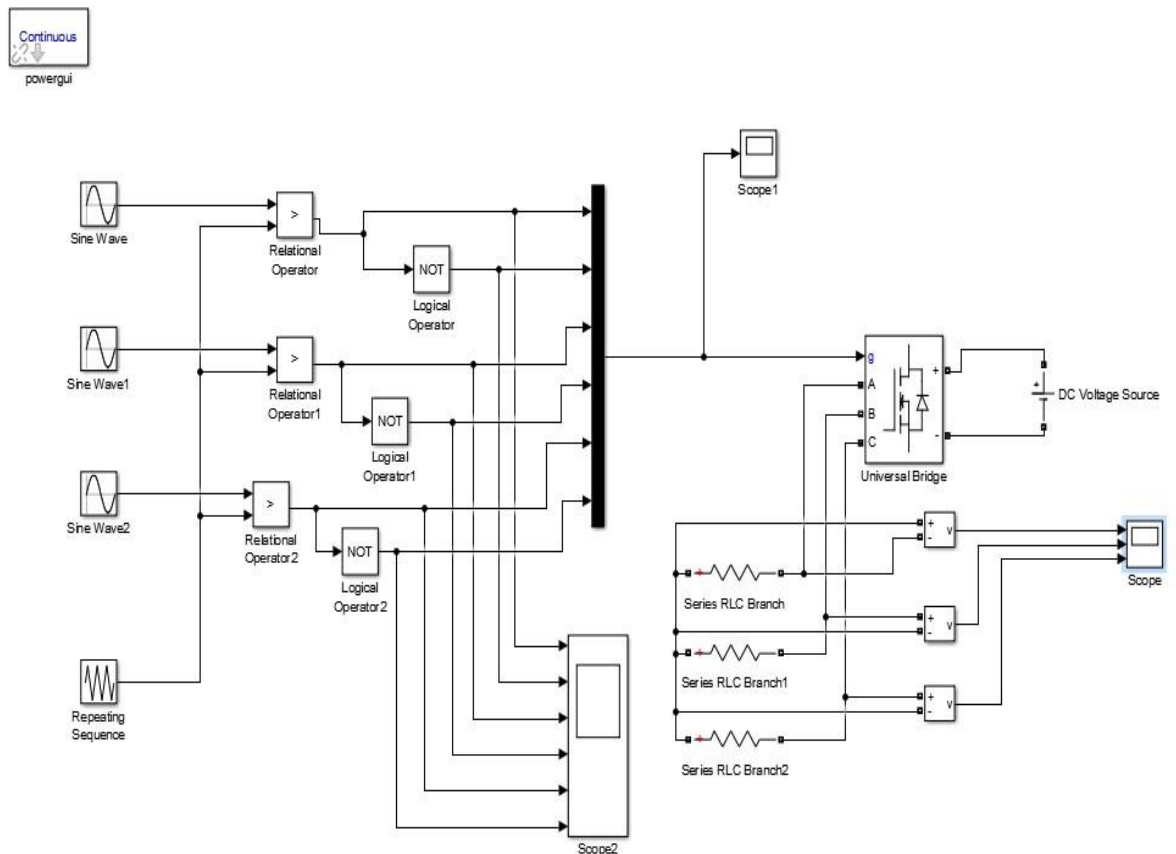 Continuous
powergui
Scope1
Sine Wave
>
Relational
Operator
NOT
Logical
Operator
Sine Wave1
>
Relational
Operator1
NOT
Logical
Operator1
Sine Wave2
>
Relational
Operator2
NOT
Logical
Operator2
Repeating
Sequence
Scope2
g
A
B
C
+
-
Universal Bridge
+
DC Voltage Source
+
-
v
Scope
+
Series RLC Branch
+
-
v
+
Series RLC Branch1
+
-
v
+
Series RLC Branch2